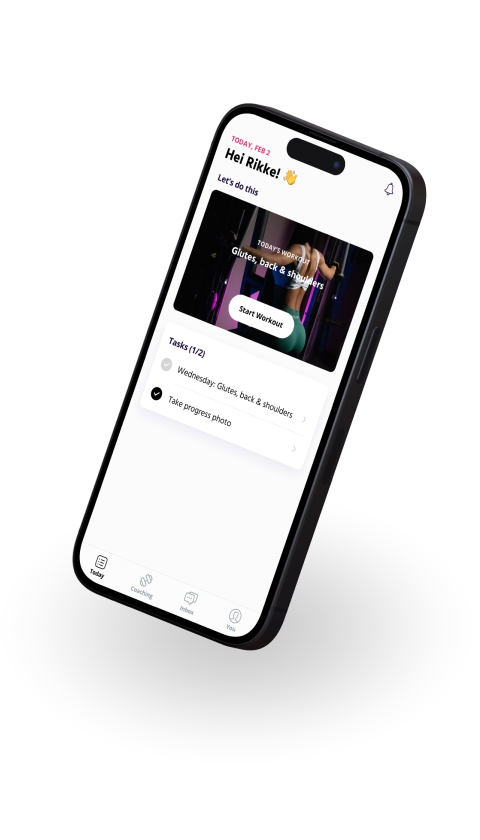 TODAY, FEB 2
Hei Rikke! 👋
Let's do this
TODAY'S WORKOUT
Glutes, back & shoulders
Start Workout
Tasks (1/2)
Wednesday: Glutes, back & shoulders
Take progress photo
Today
Coaching
Inbox
You